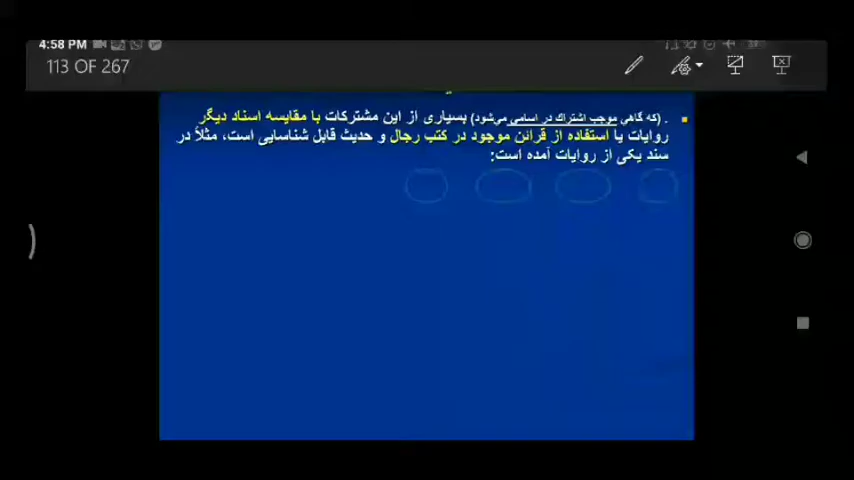 4:58 PM
113 OF 267
. (که گاهی موجب اشتراک در اسامی می‌شود) بسیاری از این مشترکات با مقایسه اسناد دیگر
روایات یا استفاده از قرائن موجود در کتب رجال و حدیث قابل شناسایی است، مثلاً در
سند یکی از روایات آمده است: